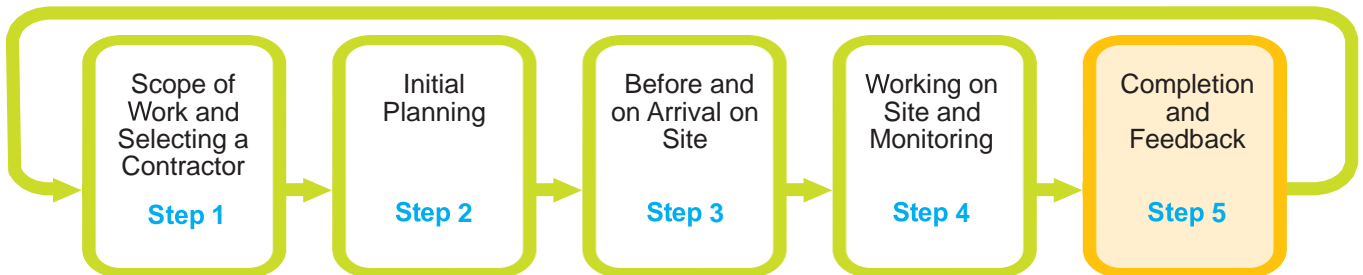 Scope of
Work and
Selecting a
Contractor
Step 1
Initial
Planning
Step 2
Before and
on Arrival on
Site
Step 3
Working on
Site and
Monitoring
Step 4
Completion
and
Feedback
Step 5